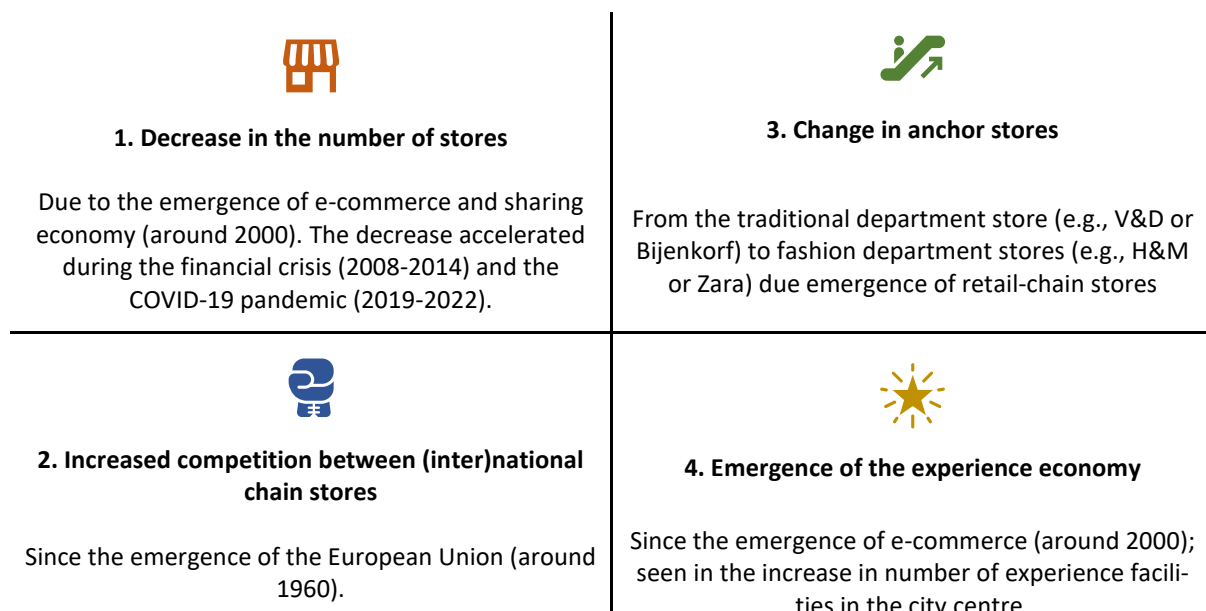 1. Decrease in the number of stores
Due to the emergence of e-commerce and sharing
economy (around 2000). The decrease accelerated
during the financial crisis (2008-2014) and the
COVID-19 pandemic (2019-2022).
3. Change in anchor stores
From the traditional department store (e.g., V&D or
Bijenkorf) to fashion department stores (e.g., H&M
or Zara) due emergence of retail-chain stores
2. Increased competition between (inter)national
chain stores
Since the emergence of the European Union (around
1960).
4. Emergence of the experience economy
Since the emergence of e-commerce (around 2000);
seen in the increase in number of experience facili-
ties in the city centre